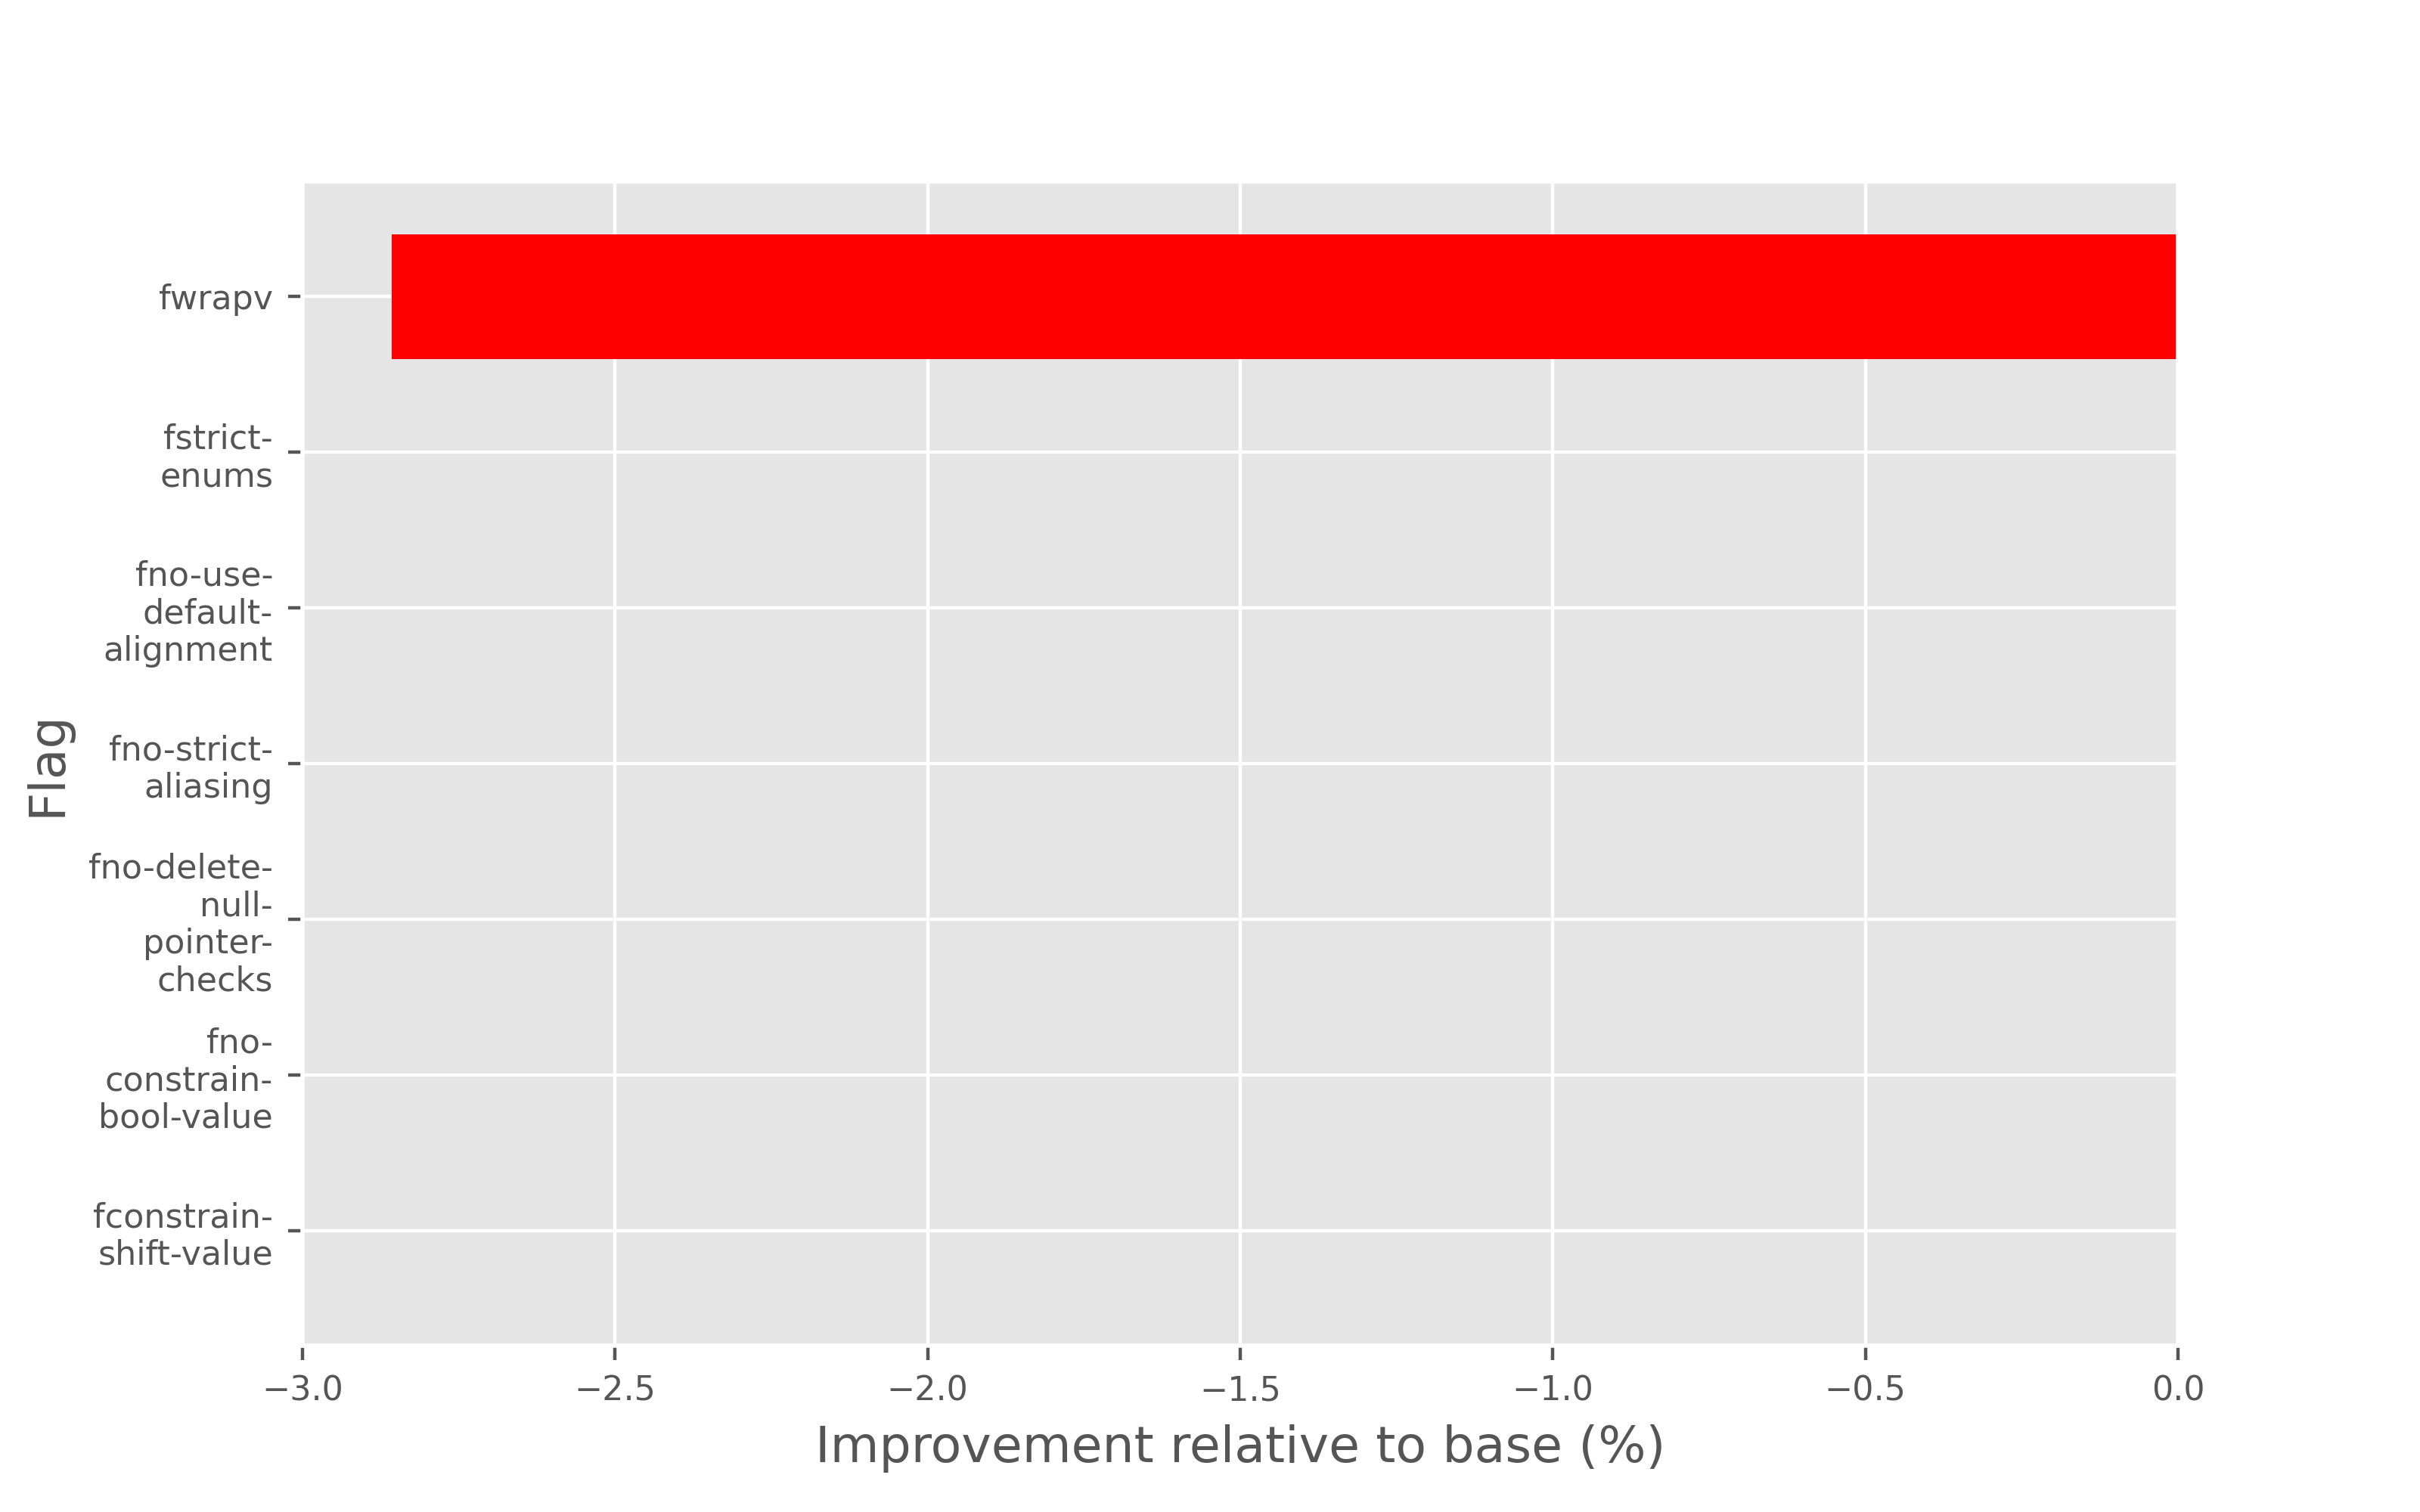 Flag
fwrapv
fstrict-
enums
fno-use-
default-
alignment
fno-strict-
aliasing
fno-delete-
null-
pointer-
checks
fno-
constrain-
bool-value
fconstrain-
shift-value
−3.0 −2.5 −2.0 −1.5 −1.0 −0.5 0.0
Improvement relative to base (%)